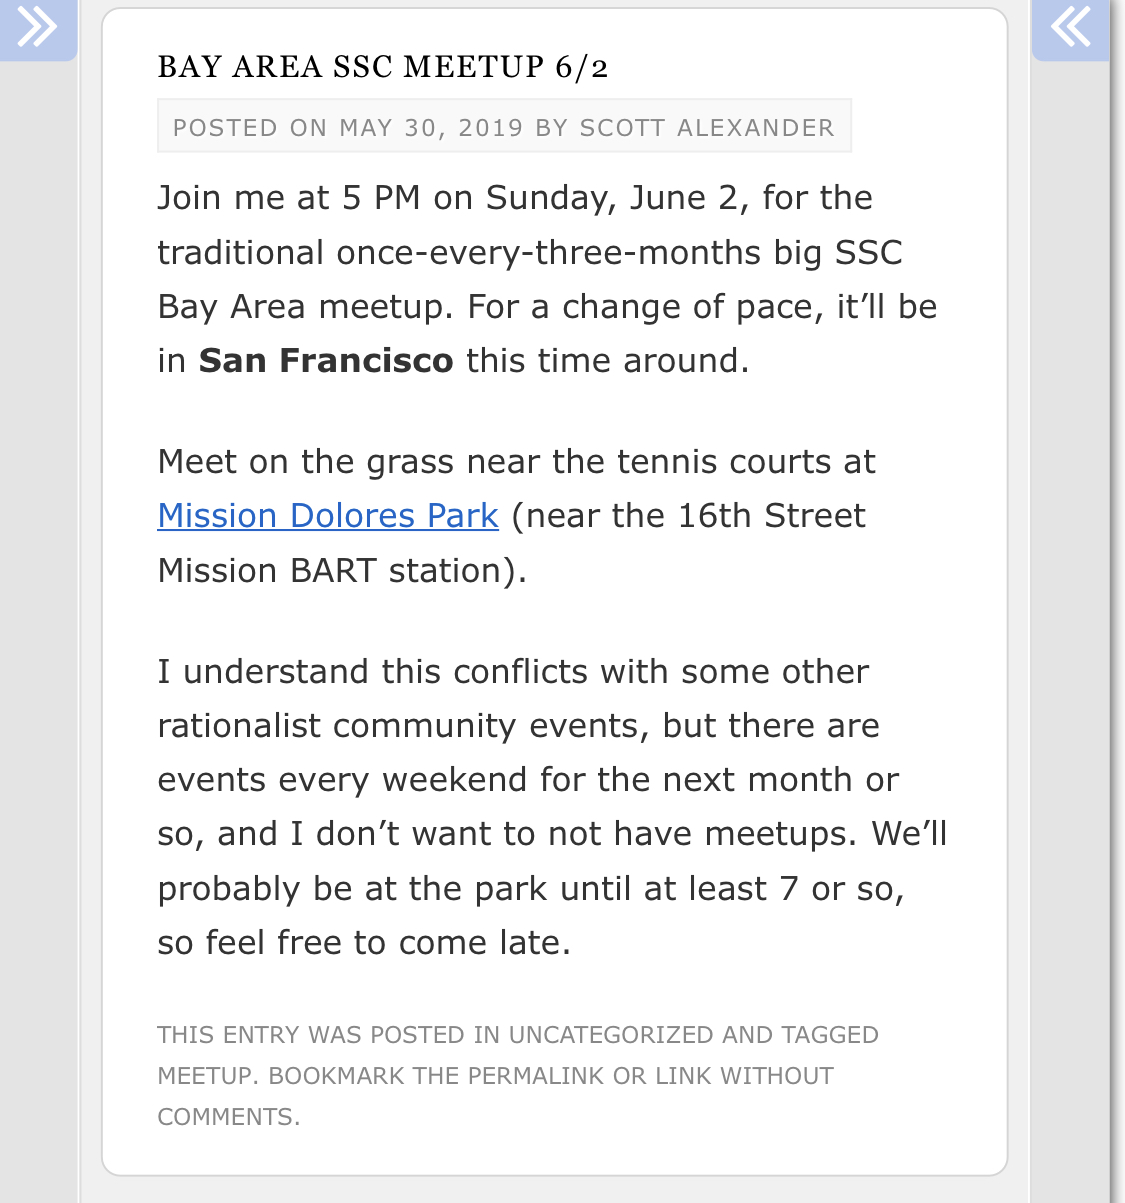 BAY AREA SSC MEETUP 6/2
POSTED ON MAY 30, 2019 BY SCOTT ALEXANDER
Join me at 5 PM on Sunday, June 2, for the
traditional once-every-three-months big SSC
Bay Area meetup. For a change of pace, it’ll be
in San Francisco this time around.
Meet on the grass near the tennis courts at
Mission Dolores Park (near the 16th Street
Mission BART station).
I understand this conflicts with some other
rationalist community events, but there are
events every weekend for the next month or
so, and I don’t want to not have meetups. We’ll
probably be at the park until at least 7 or so,
so feel free to come late.
THIS ENTRY WAS POSTED IN UNCATEGORIZED AND TAGGED
MEETUP. BOOKMARK THE PERMALINK OR LINK WITHOUT
COMMENTS.